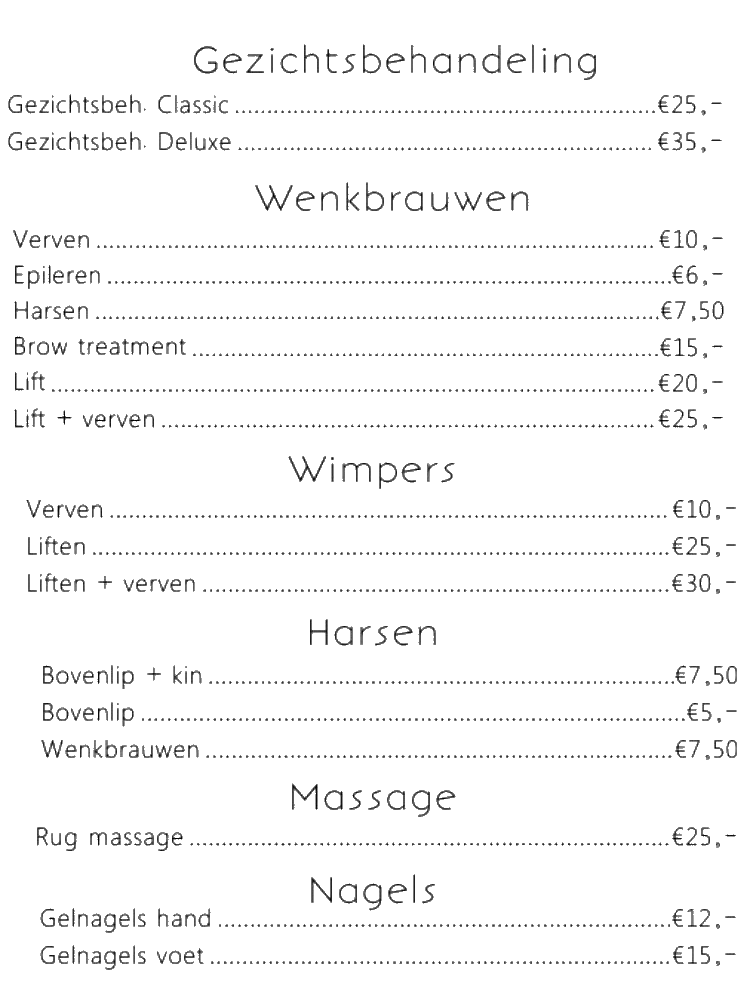 Gezichtsbehandeling
Gezichtsbeh. Classic ........ €25,-
Gezichtsbeh. Deluxe ........ €35,-
Wenkbrauwen
Verven ........ €10,-
Epileren ........ €6,-
Harsen ........ €7,50
Brow treatment ........ €15,-
Lift ........ €20,-
Lift + verven ........ €25,-
Wimpers
Verven ........ €10,-
Liften ........ €25,-
Liften + verven ........ €30,-
Harsen
Bovenlip + kin ........ €7,50
Bovenlip ........ €5,-
Wenkbrauwen ........ €7,50
Massage
Rug massage ........ €25,-
Nagels
Gelnagels hand ........ €12,-
Gelnagels voet ........ €15,-